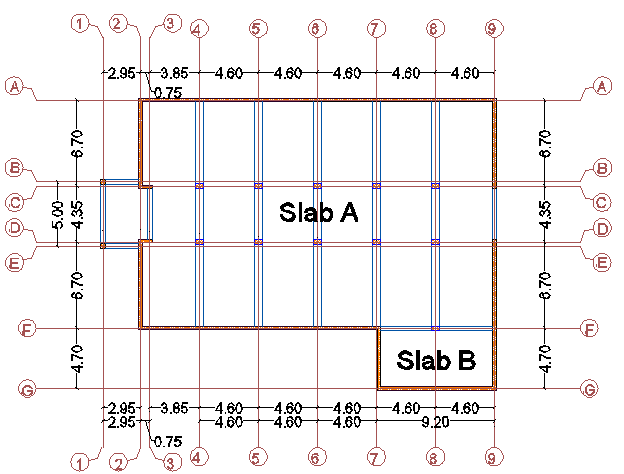 1 2 3 4 5 6 7 8 9
2.95 3.85 4.60 4.60 4.60 4.60 4.60
0.75
A A
6.70 6.70
B B
C C
5.00 4.35 Slab A 4.35
D D
E E
6.70 6.70
F F
4.70 Slab B 4.70
G G
2.95 3.85 4.60 4.60 4.60 4.60 4.60
2.95 4.60 4.60 4.60 9.20
0.75
1 2 3 4 5 6 7 8 9